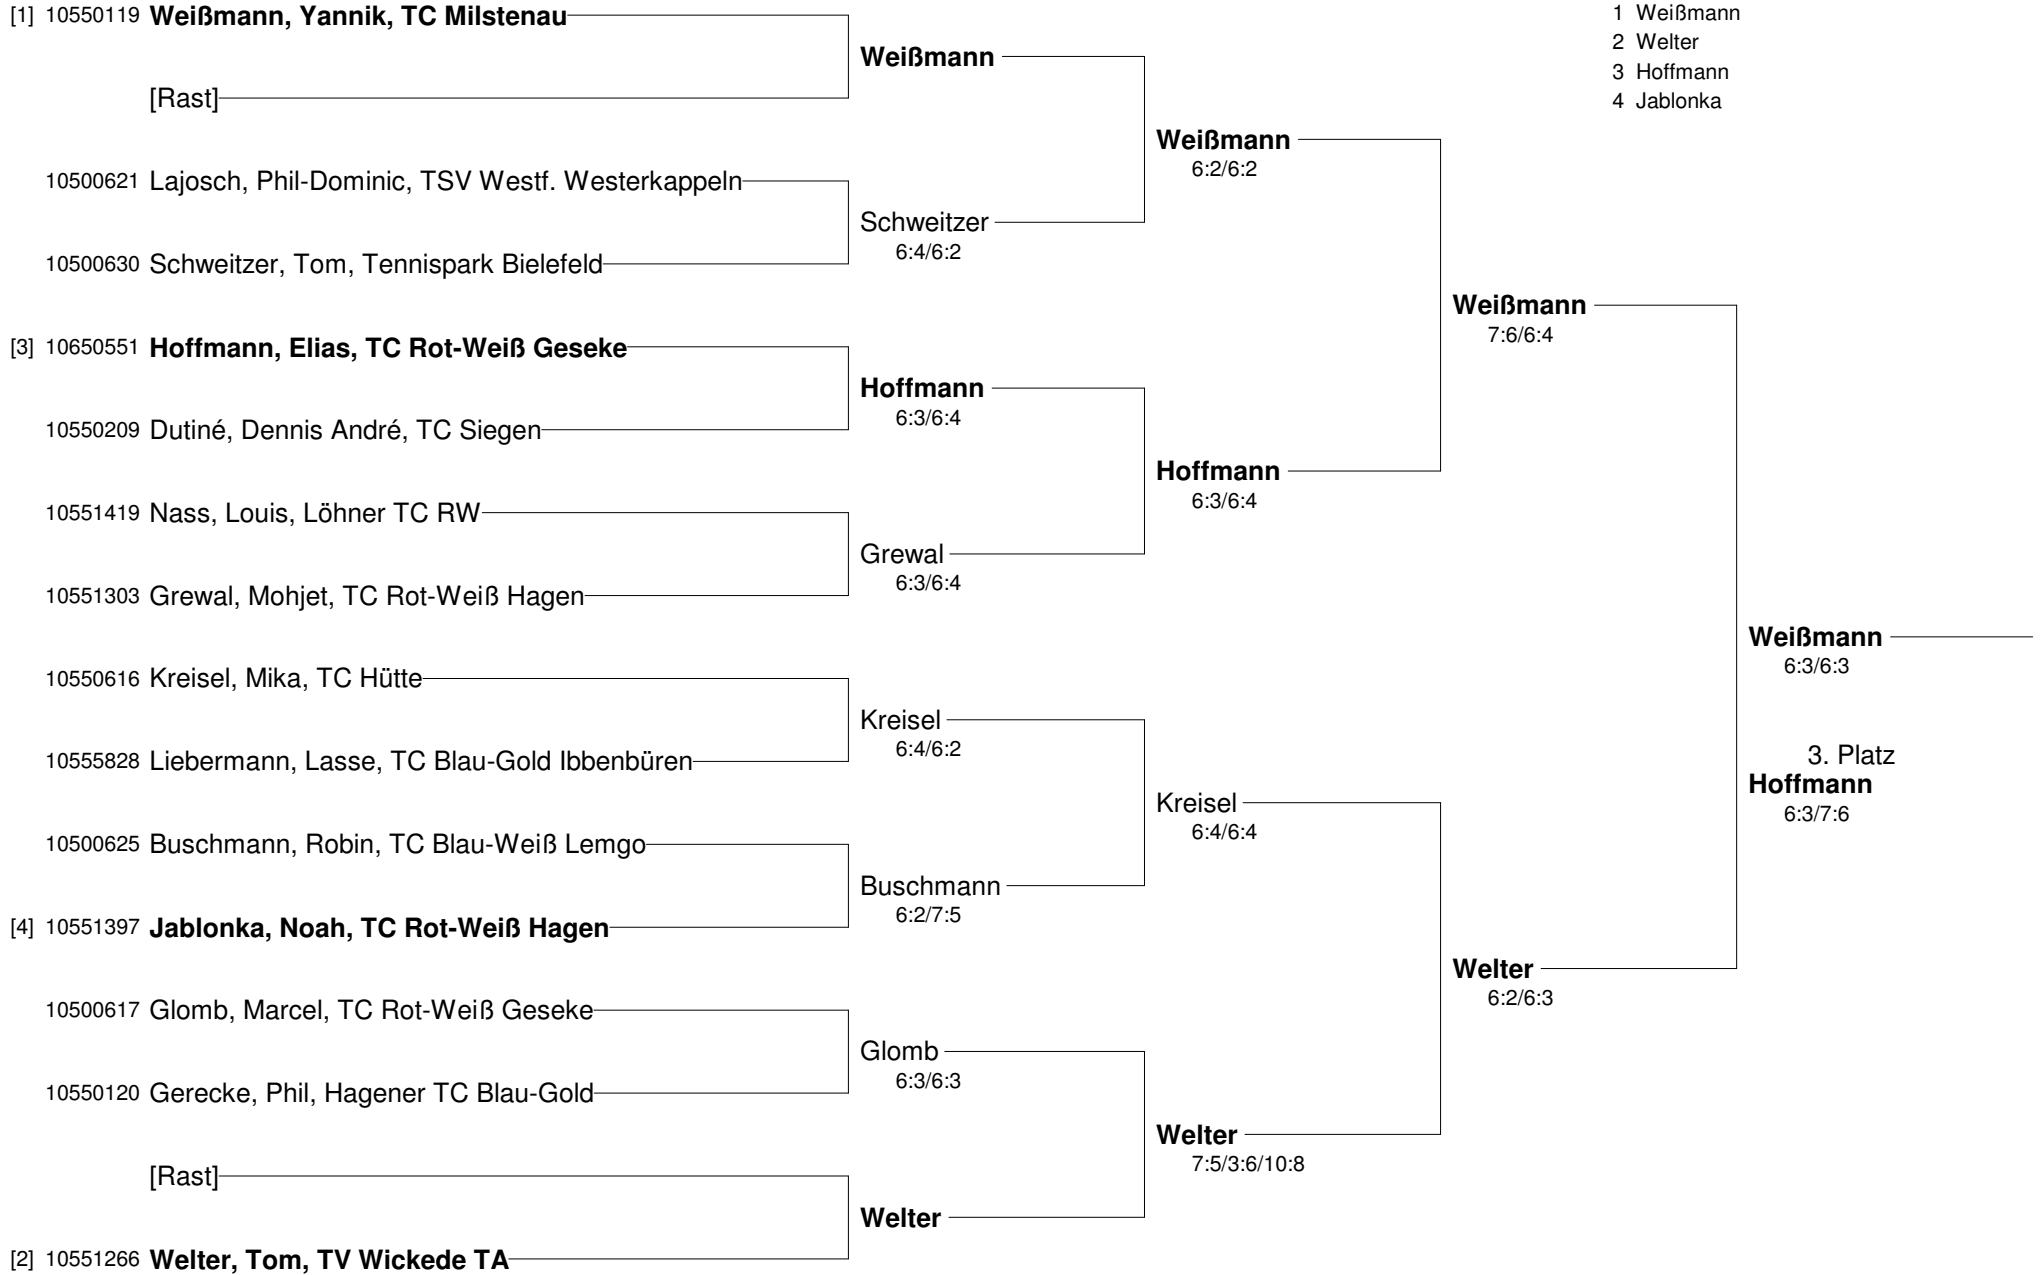 [1] 10550119 Weißmann, Yannik, TC Milstenau
[Rast]
10500621 Lajosch, Phil-Dominic, TSV Westf. Westerkappeln
10500630 Schweitzer, Tom, Tennispark Bielefeld
[3] 10650551 Hoffmann, Elias, TC Rot-Weiß Geseke
10550209 Dutiné, Dennis André, TC Siegen
10551419 Nass, Louis, Löhner TC RW
10551303 Grewal, Mohjet, TC Rot-Weiß Hagen
10550616 Kreisel, Mika, TC Hütte
10555828 Liebermann, Lasse, TC Blau-Gold Ibbenbüren
10500625 Buschmann, Robin, TC Blau-Weiß Lemgo
[4] 10551397 Jablonka, Noah, TC Rot-Weiß Hagen
10500617 Glomb, Marcel, TC Rot-Weiß Geseke
10550120 Gerecke, Phil, Hagener TC Blau-Gold
[Rast]
[2] 10551266 Welter, Tom, TV Wickede TA
Weißmann
Schweitzer
6:4/6:2
Hoffmann
6:3/6:4
Grewal
6:3/6:4
Kreisel
6:4/6:2
Buschmann
6:2/7:5
Glomb
6:3/6:3
Welter
Weißmann
6:2/6:2
Hoffmann
6:3/6:4
Kreisel
6:4/6:4
Welter
7:5/3:6/10:8
Weißmann
7:6/6:4
Welter
6:2/6:3
Weißmann
6:3/6:3
3. Platz
Hoffmann
6:3/7:6
1 Weißmann
2 Welter
3 Hoffmann
4 Jablonka